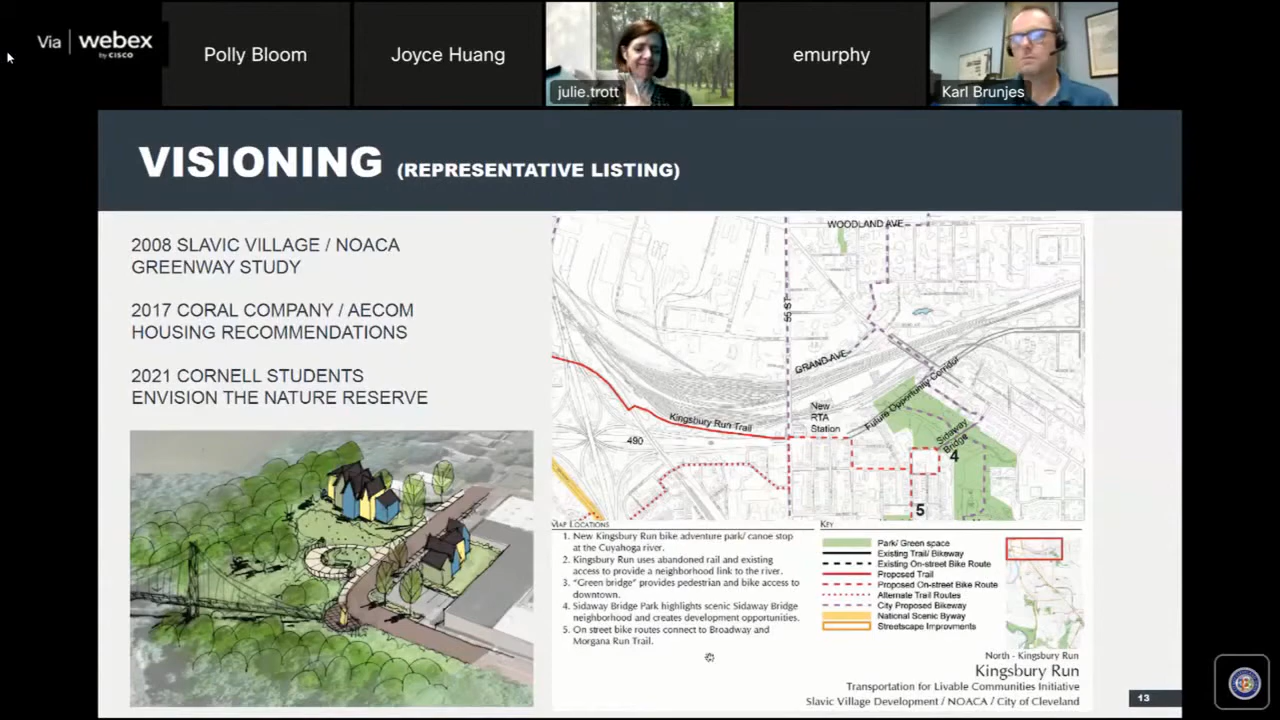 Via | webex
by CISCO
Polly Bloom
Joyce Huang
julie.trott
emurphy
Karl Brunjes
VISIONING (REPRESENTATIVE LISTING)
2008 SLAVIC VILLAGE / NOACA
GREENWAY STUDY
2017 CORAL COMPANY / AECOM
HOUSING RECOMMENDATIONS
2021 CORNELL STUDENTS
ENVISION THE NATURE RESERVE
WOODLAND AVE
55 ST
GRAND AVE
Future Opportunity Corridor
Kingsbury Run Trail
New
RTA
Station
490
Sidaway
Bridge
4
5
MAP LOCATIONS
1. New Kingsbury Run bike adventure park/ canoe stop
at the Cuyahoga river.
2. Kingsbury Run uses abandoned rail and existing
access to provide a neighborhood link to the river.
3. "Green bridge" provides pedestrian and bike access to
downtown.
4. Sidaway Bridge Park highlights scenic Sidaway Bridge
neighborhood and creates development opportunities.
5. On street bike routes connect to Broadway and
Morgana Run Trail.
KEY
Park/ Green space
Existing Trail/ Bikeway
Existing On-street Bike Route
Proposed Trail
Proposed On-street Bike Route
Alternate Trail Routes
City Proposed Bikeway
National Scenic Byway
Streetscape Improvments
North - Kingsbury Run
Kingsbury Run
Transportation for Livable Communities Initiative
Slavic Village Development / NOACA / City of Cleveland
13